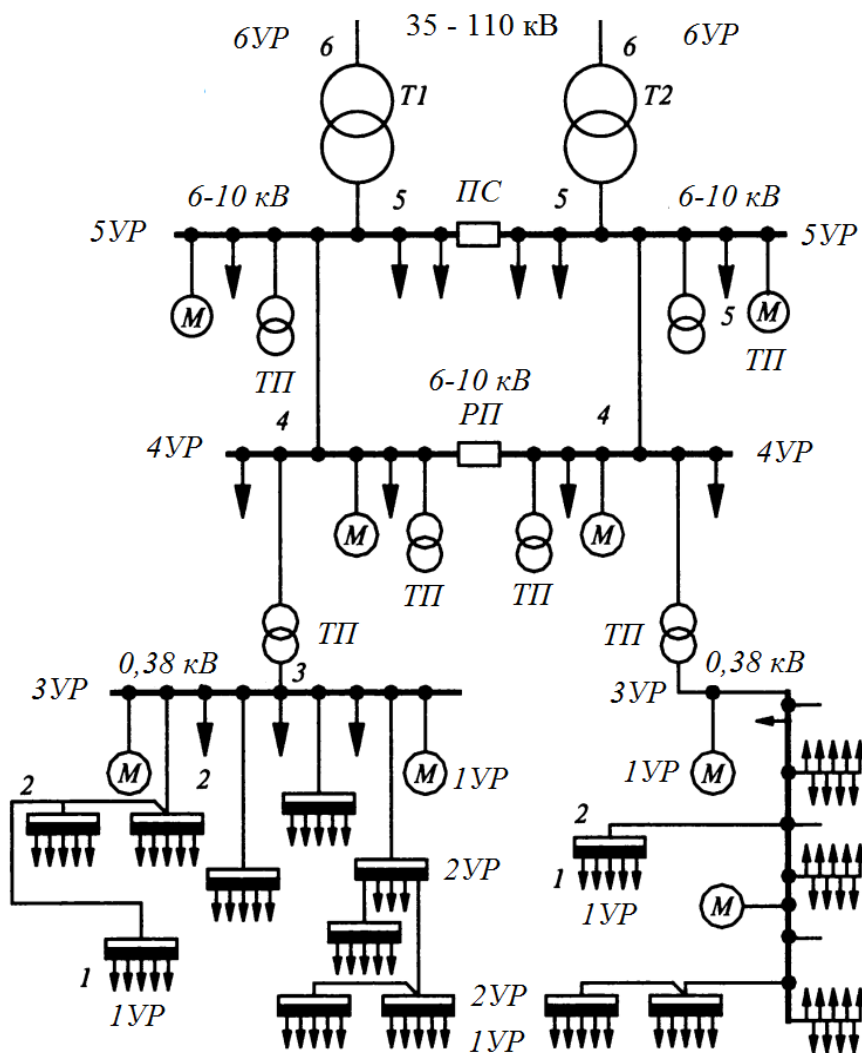 6УР 6 35 - 110 кВ 6 6УР
Т1 Т2
6-10 кВ 5 ПС 5 6-10 кВ
5УР 5УР
М 5 М
ТП ТП
6-10 кВ
4 РП 4
4УР 4УР
М М
ТП ТП
ТП ТП
0,38 кВ 3 0,38 кВ
3УР 3УР
М 2 М 1УР 1УР М
2 2
2УР 1
1УР
М
1
1УР
2УР
1УР